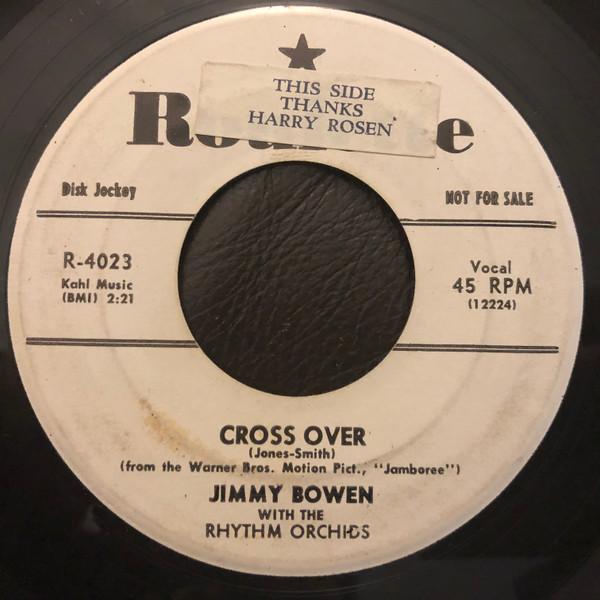 THIS SIDE
THANKS
HARRY ROSEN
Disk Jockey
NOT FOR SALE
R-4023
Kahl Music
(BMI) 2:21
Vocal
45 RPM
(12224)
CROSS OVER
(Jones-Smith)
(from the Warner Bros. Motion Pict., "Jamboree")
JIMMY BOWEN
WITH THE
RHYTHM ORCHIDS